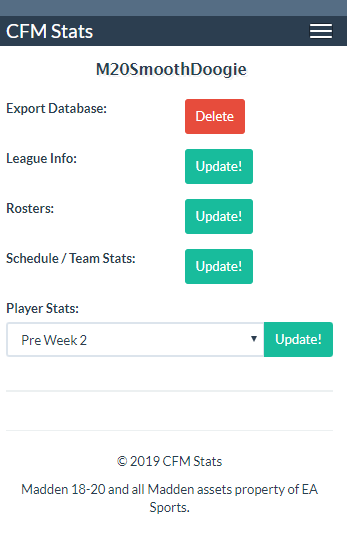 CFM Stats
M20SmoothDoogie
Export Database: Delete
League Info: Update!
Rosters: Update!
Schedule / Team Stats: Update!
Player Stats:
Pre Week 2 Update!
© 2019 CFM Stats
Madden 18-20 and all Madden assets property of EA
Sports.